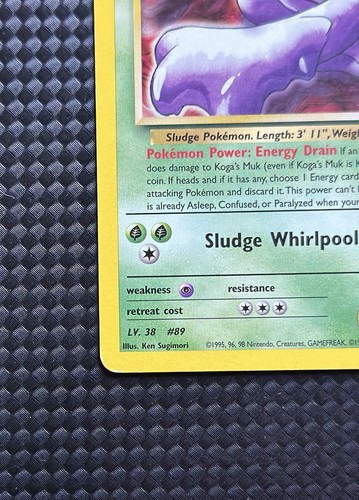 Sludge Pokémon. Length: 3' 11", Weig
Pokémon Power: Energy Drain If an
does damage to Koga's Muk (even if Koga's Muk is k
coin. If heads and if it has any, choose 1 Energy card
attacking Pokémon and discard it. This power can't
is already Asleep, Confused, or Paralyzed when your
Sludge Whirlpool
weakness resistance
retreat cost
LV. 38 #89
Illus. Ken Sugimori ©1995, 96, 98 Nintendo, Creatures, GAMEFREAK. ©1